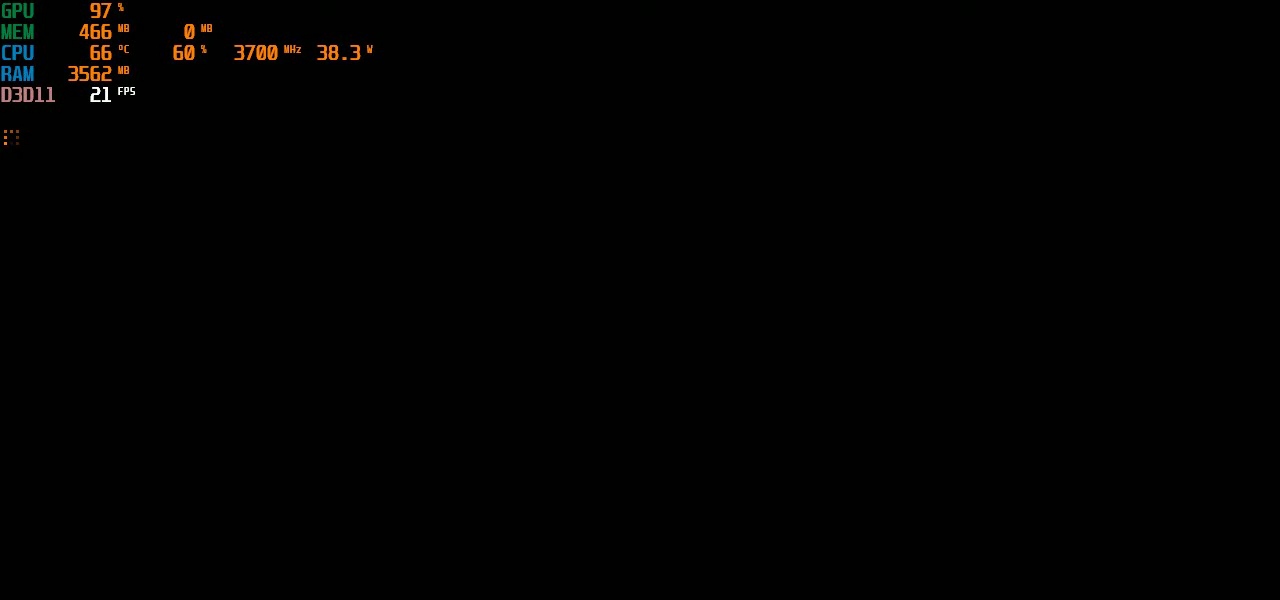 GPU 97 %
MEM 466 MB 0 MB
CPU 66 °C 60 % 3700 MHz 38.3 W
RAM 3562 MB
D3D11 21 FPS